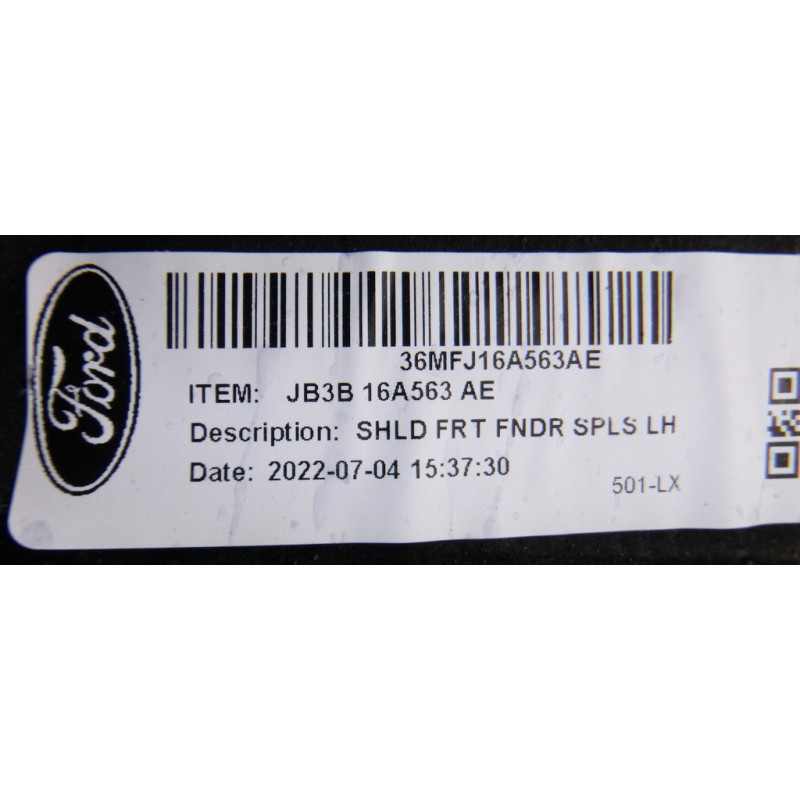 Ford
36MFJ16A563AE
ITEM: JB3B 16A563 AE
Description: SHLD FRT FNDR SPLS LH
Date: 2022-07-04 15:37:30
501-LX